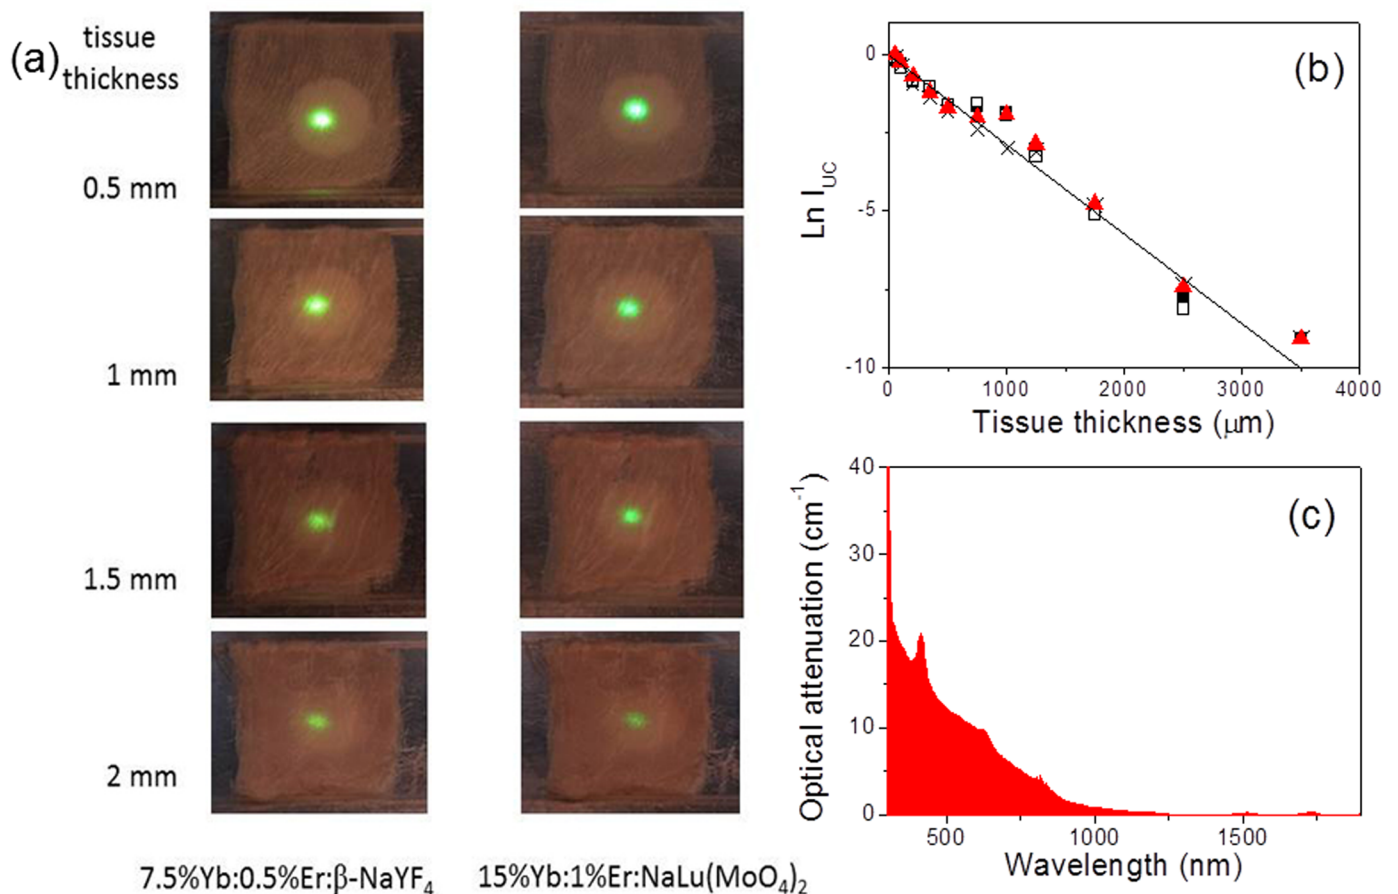 (a)
tissue
thickness
0.5 mm
1 mm
1.5 mm
2 mm
7.5%Yb:0.5%Er:β-NaYF₄
15%Yb:1%Er:NaLu(MoO₄)₂
(b)
Ln I_UC
0
-5
-10
0 1000 2000 3000 4000
Tissue thickness (μm)
(c)
Optical attenuation (cm⁻¹)
40
30
20
10
0
500 1000 1500
Wavelength (nm)